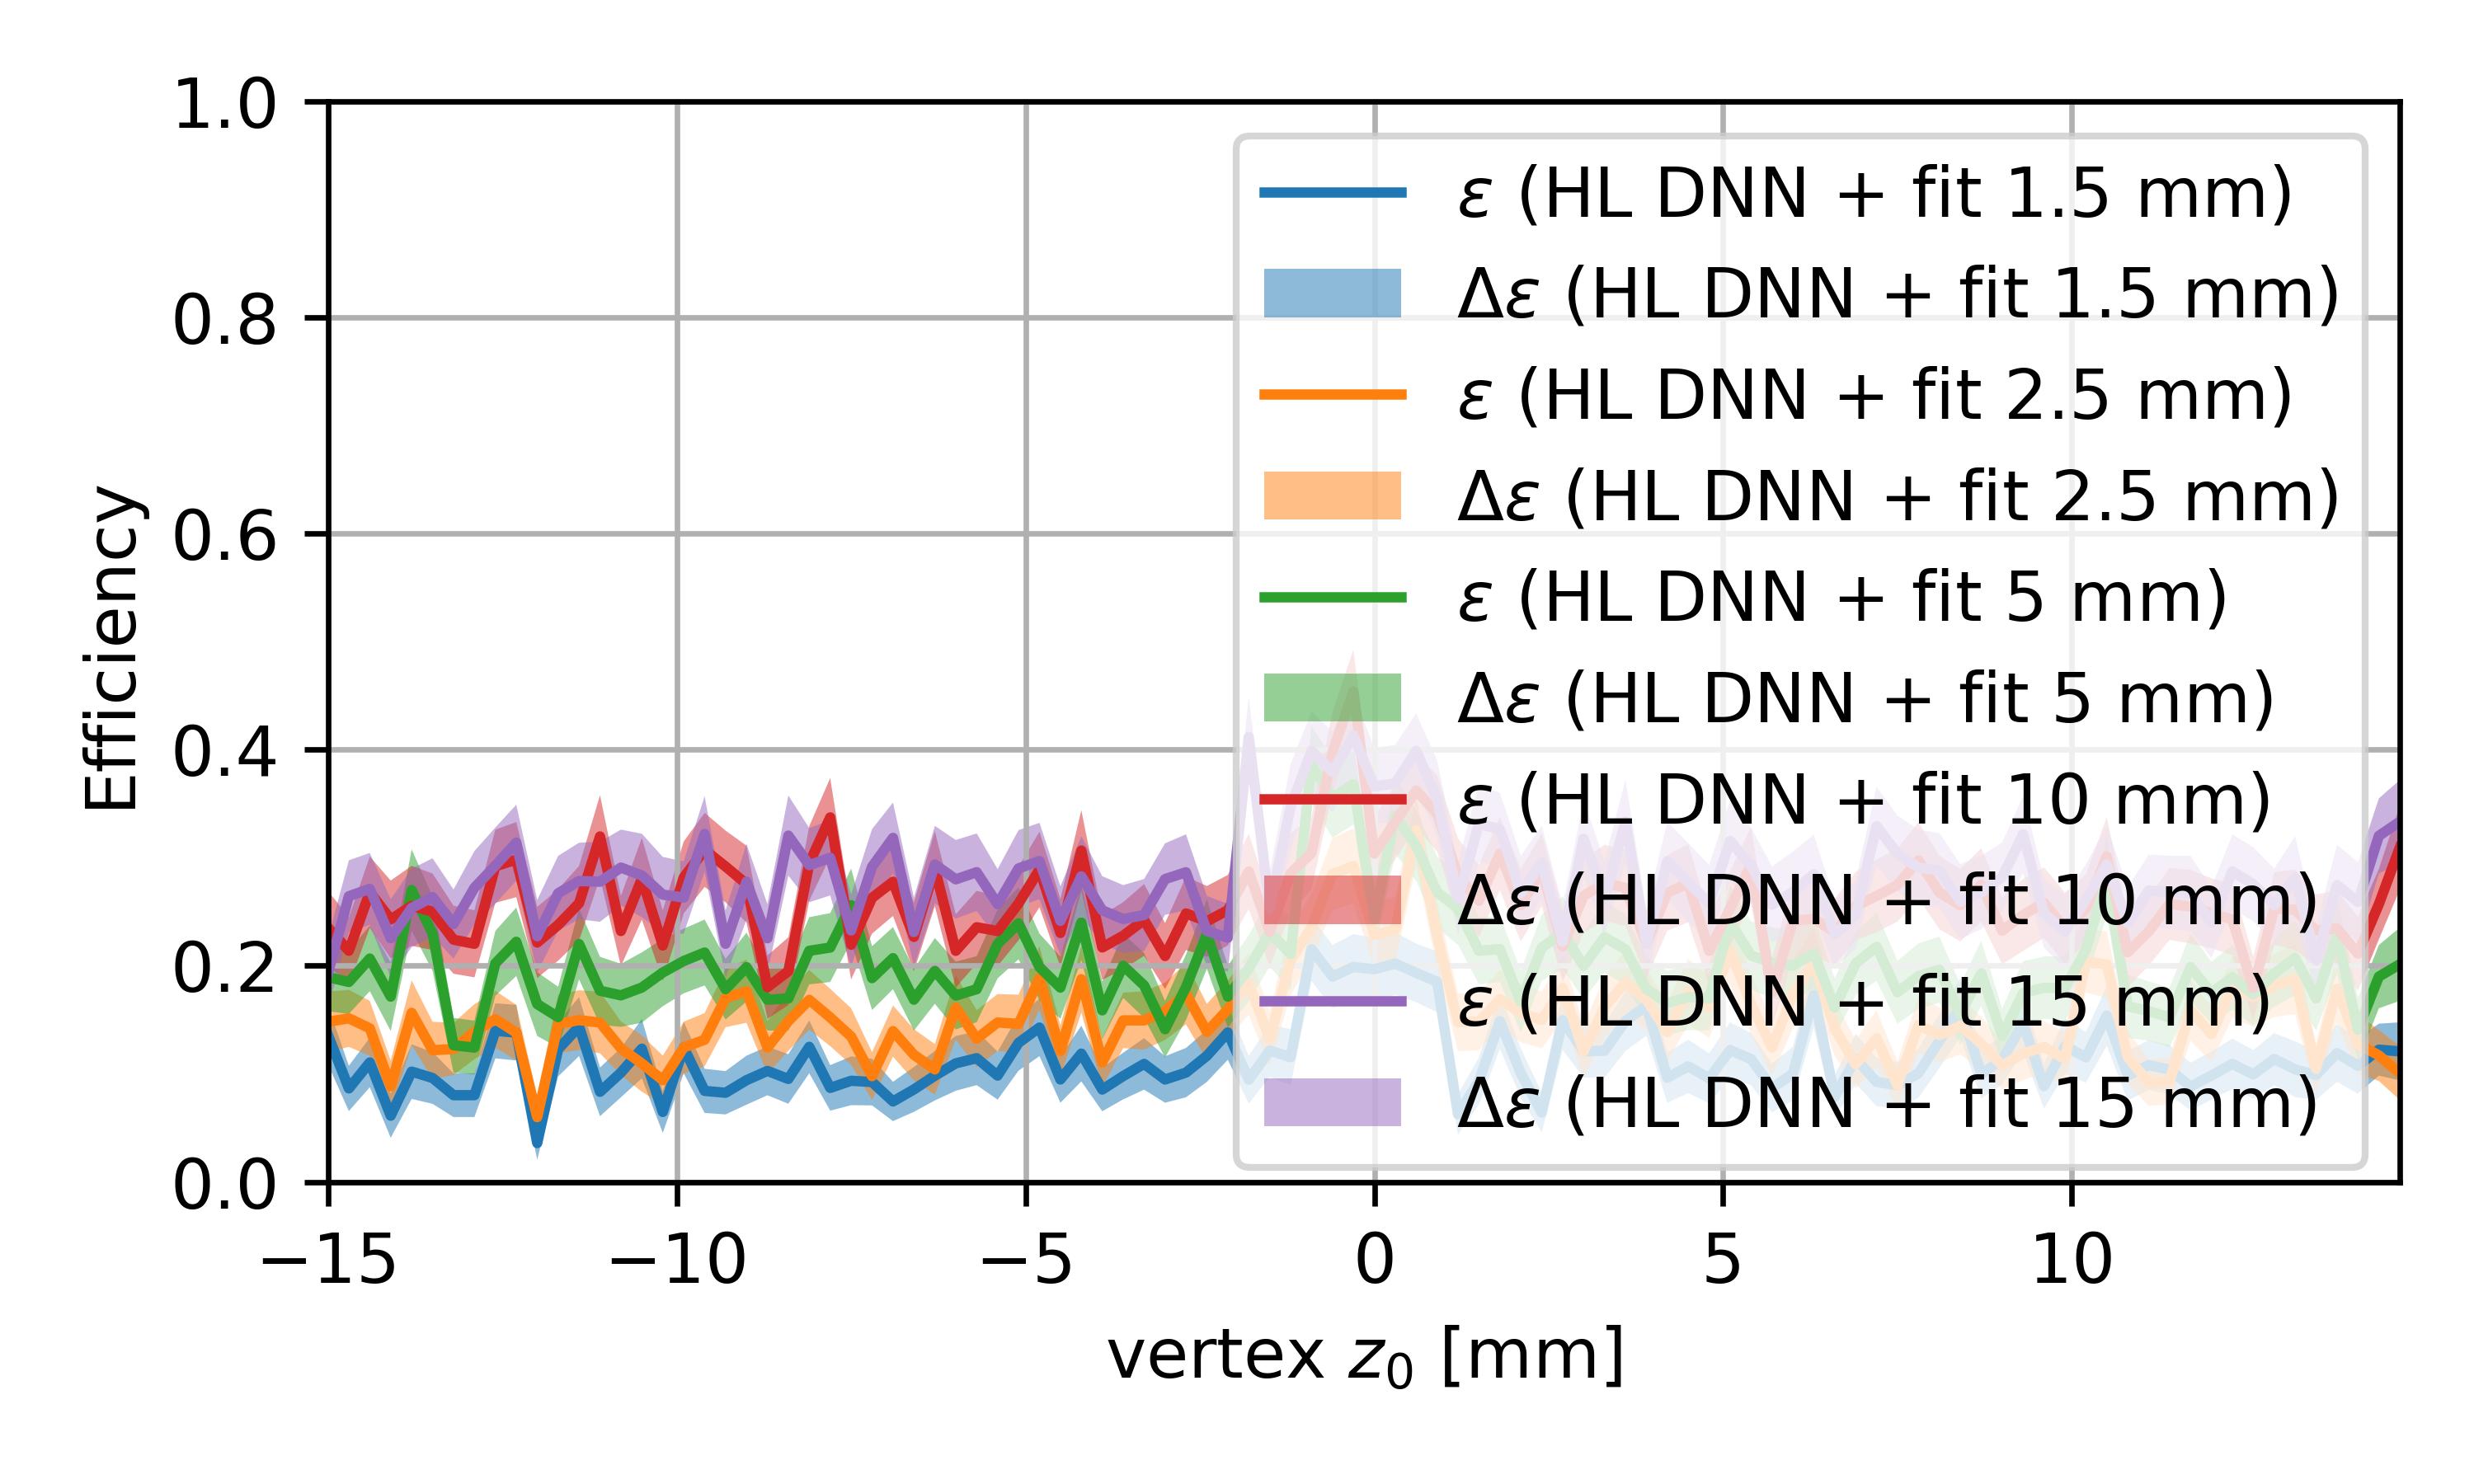 1.0
0.8
0.6
0.4
0.2
0.0
Efficiency
−15
−10
−5
0
5
10
vertex z₀ [mm]
ε (HL DNN + fit 1.5 mm)
Δε (HL DNN + fit 1.5 mm)
ε (HL DNN + fit 2.5 mm)
Δε (HL DNN + fit 2.5 mm)
ε (HL DNN + fit 5 mm)
Δε (HL DNN + fit 5 mm)
ε (HL DNN + fit 10 mm)
Δε (HL DNN + fit 10 mm)
ε (HL DNN + fit 15 mm)
Δε (HL DNN + fit 15 mm)